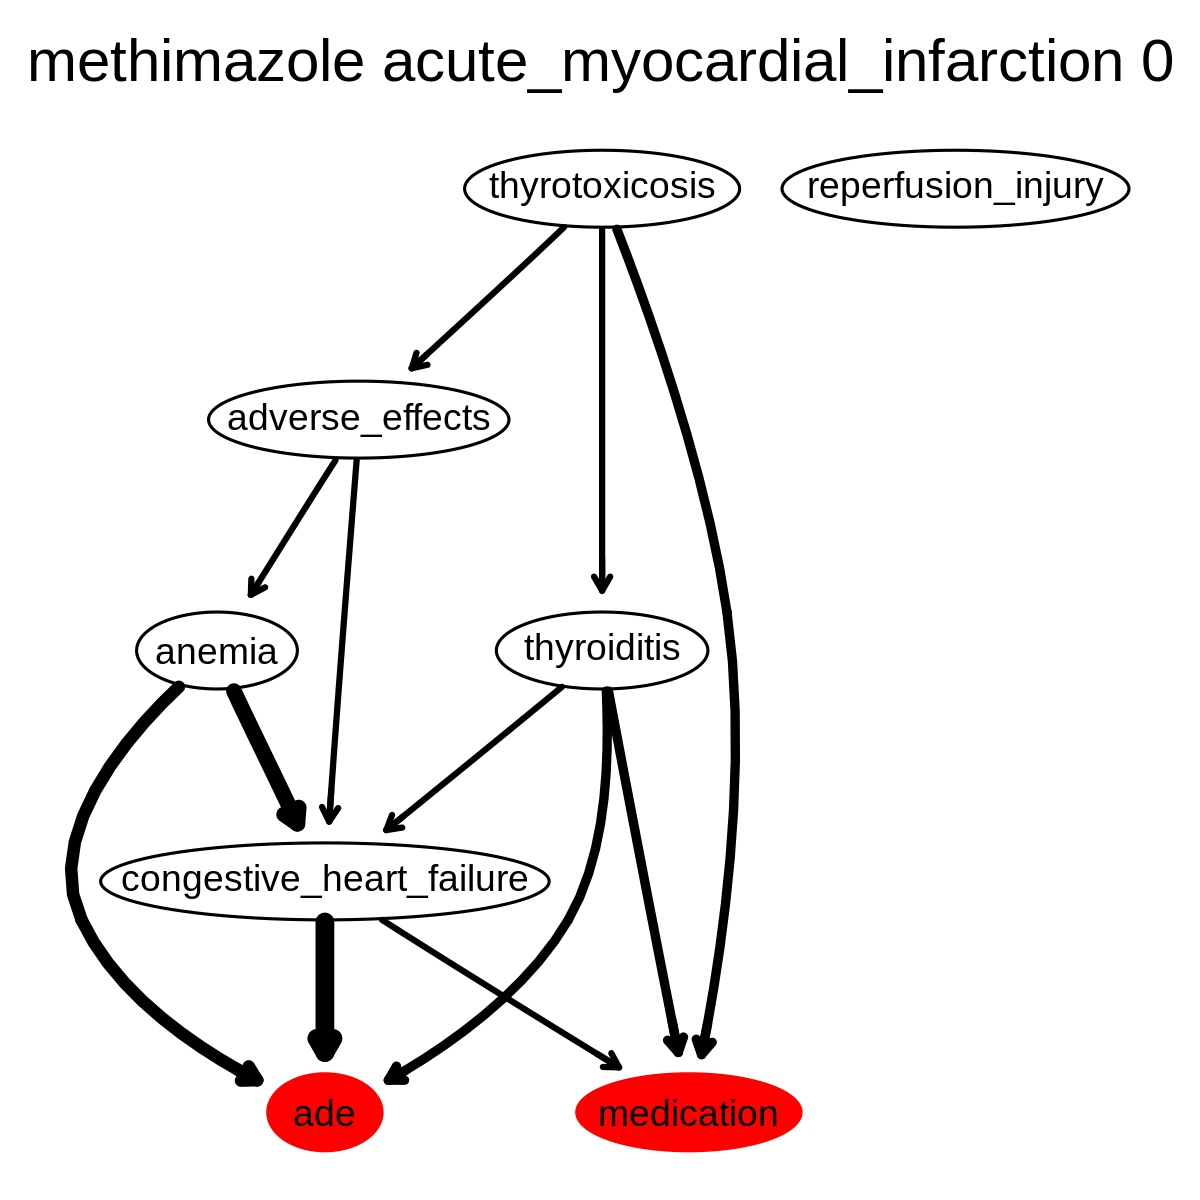 methimazole acute_myocardial_infarction 0
thyrotoxicosis
reperfusion_injury
adverse_effects
anemia
thyroiditis
congestive_heart_failure
ade
medication